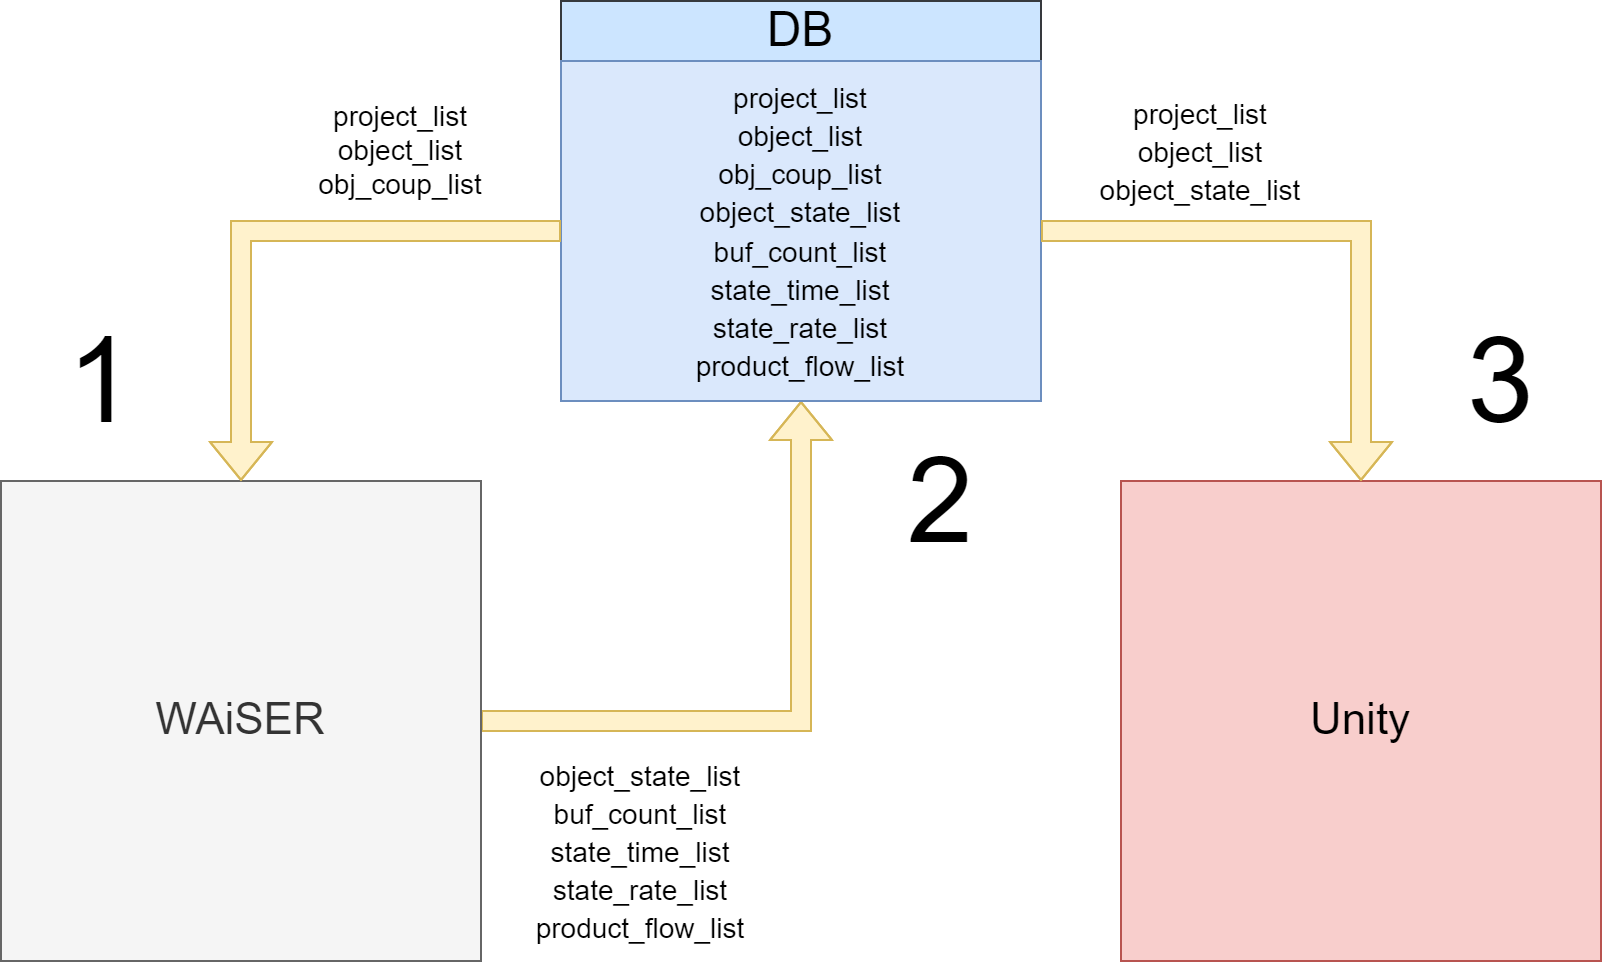 DB
project_list
object_list
obj_coup_list
object_state_list
buf_count_list
state_time_list
state_rate_list
product_flow_list
project_list
object_list
obj_coup_list
1
WAiSER
object_state_list
buf_count_list
state_time_list
state_rate_list
product_flow_list
2
project_list
object_list
object_state_list
3
Unity